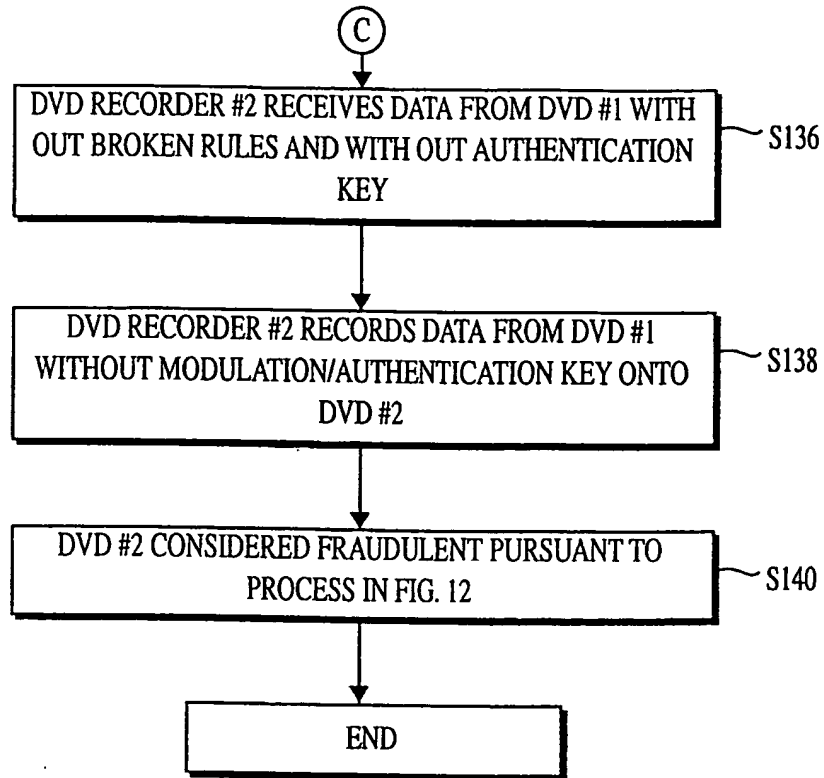 C
DVD RECORDER #2 RECEIVES DATA FROM DVD #1 WITH
OUT BROKEN RULES AND WITH OUT AUTHENTICATION
KEY
S136
DVD RECORDER #2 RECORDS DATA FROM DVD #1
WITHOUT MODULATION/AUTHENTICATION KEY ONTO
DVD #2
S138
DVD #2 CONSIDERED FRAUDULENT PURSUANT TO
PROCESS IN FIG. 12
S140
END